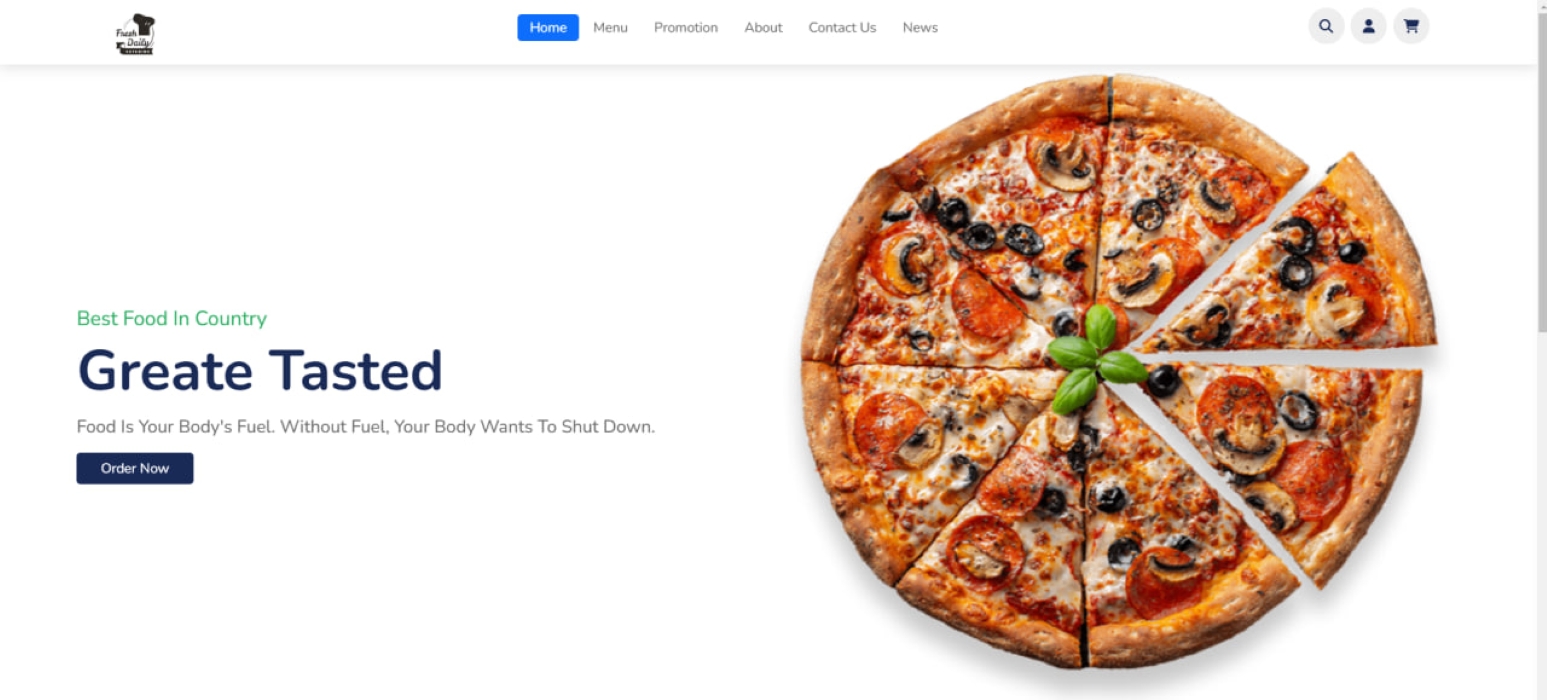 Fresh
Daily
CATERING
Home Menu Promotion About Contact Us News
Best Food In Country
Greate Tasted
Food Is Your Body's Fuel. Without Fuel, Your Body Wants To Shut Down.
Order Now